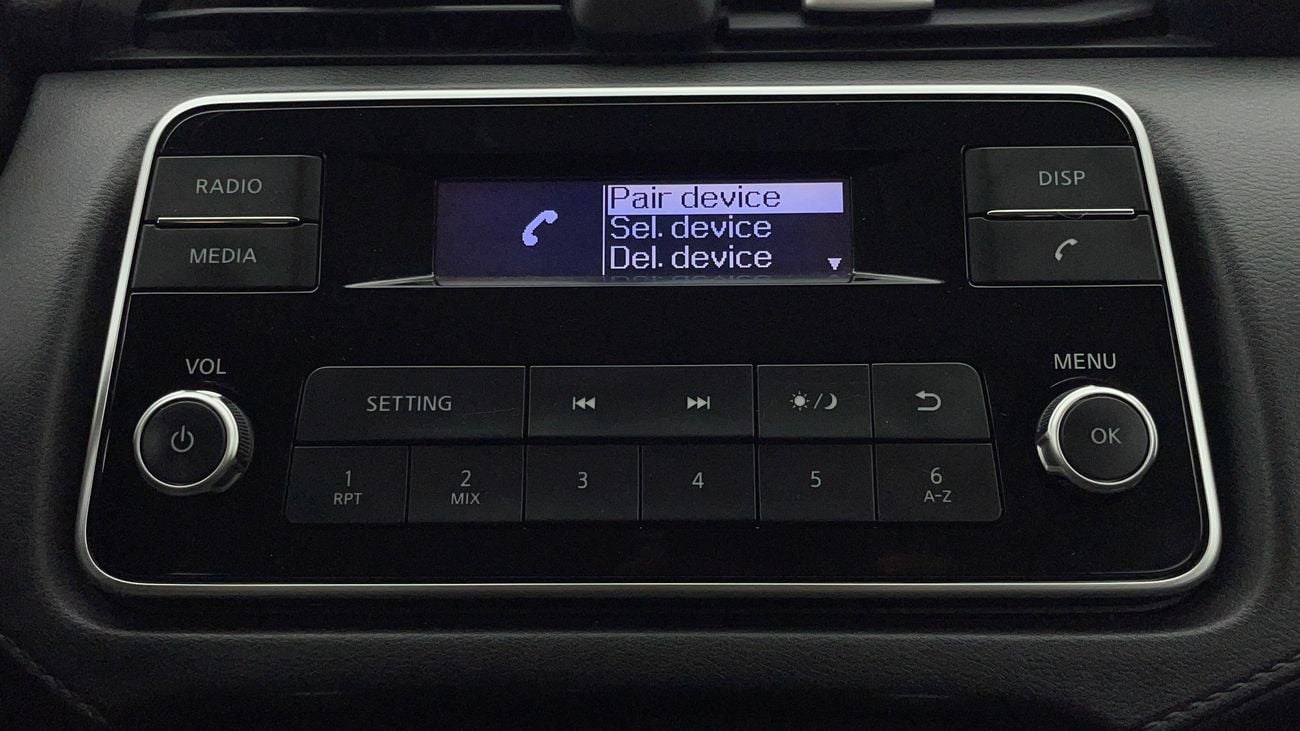 RADIO
MEDIA
Pair device
Sel. device
Del. device
DISP
VOL
MENU
SETTING
OK
1
RPT
2
MIX
3
4
5
6
A-Z